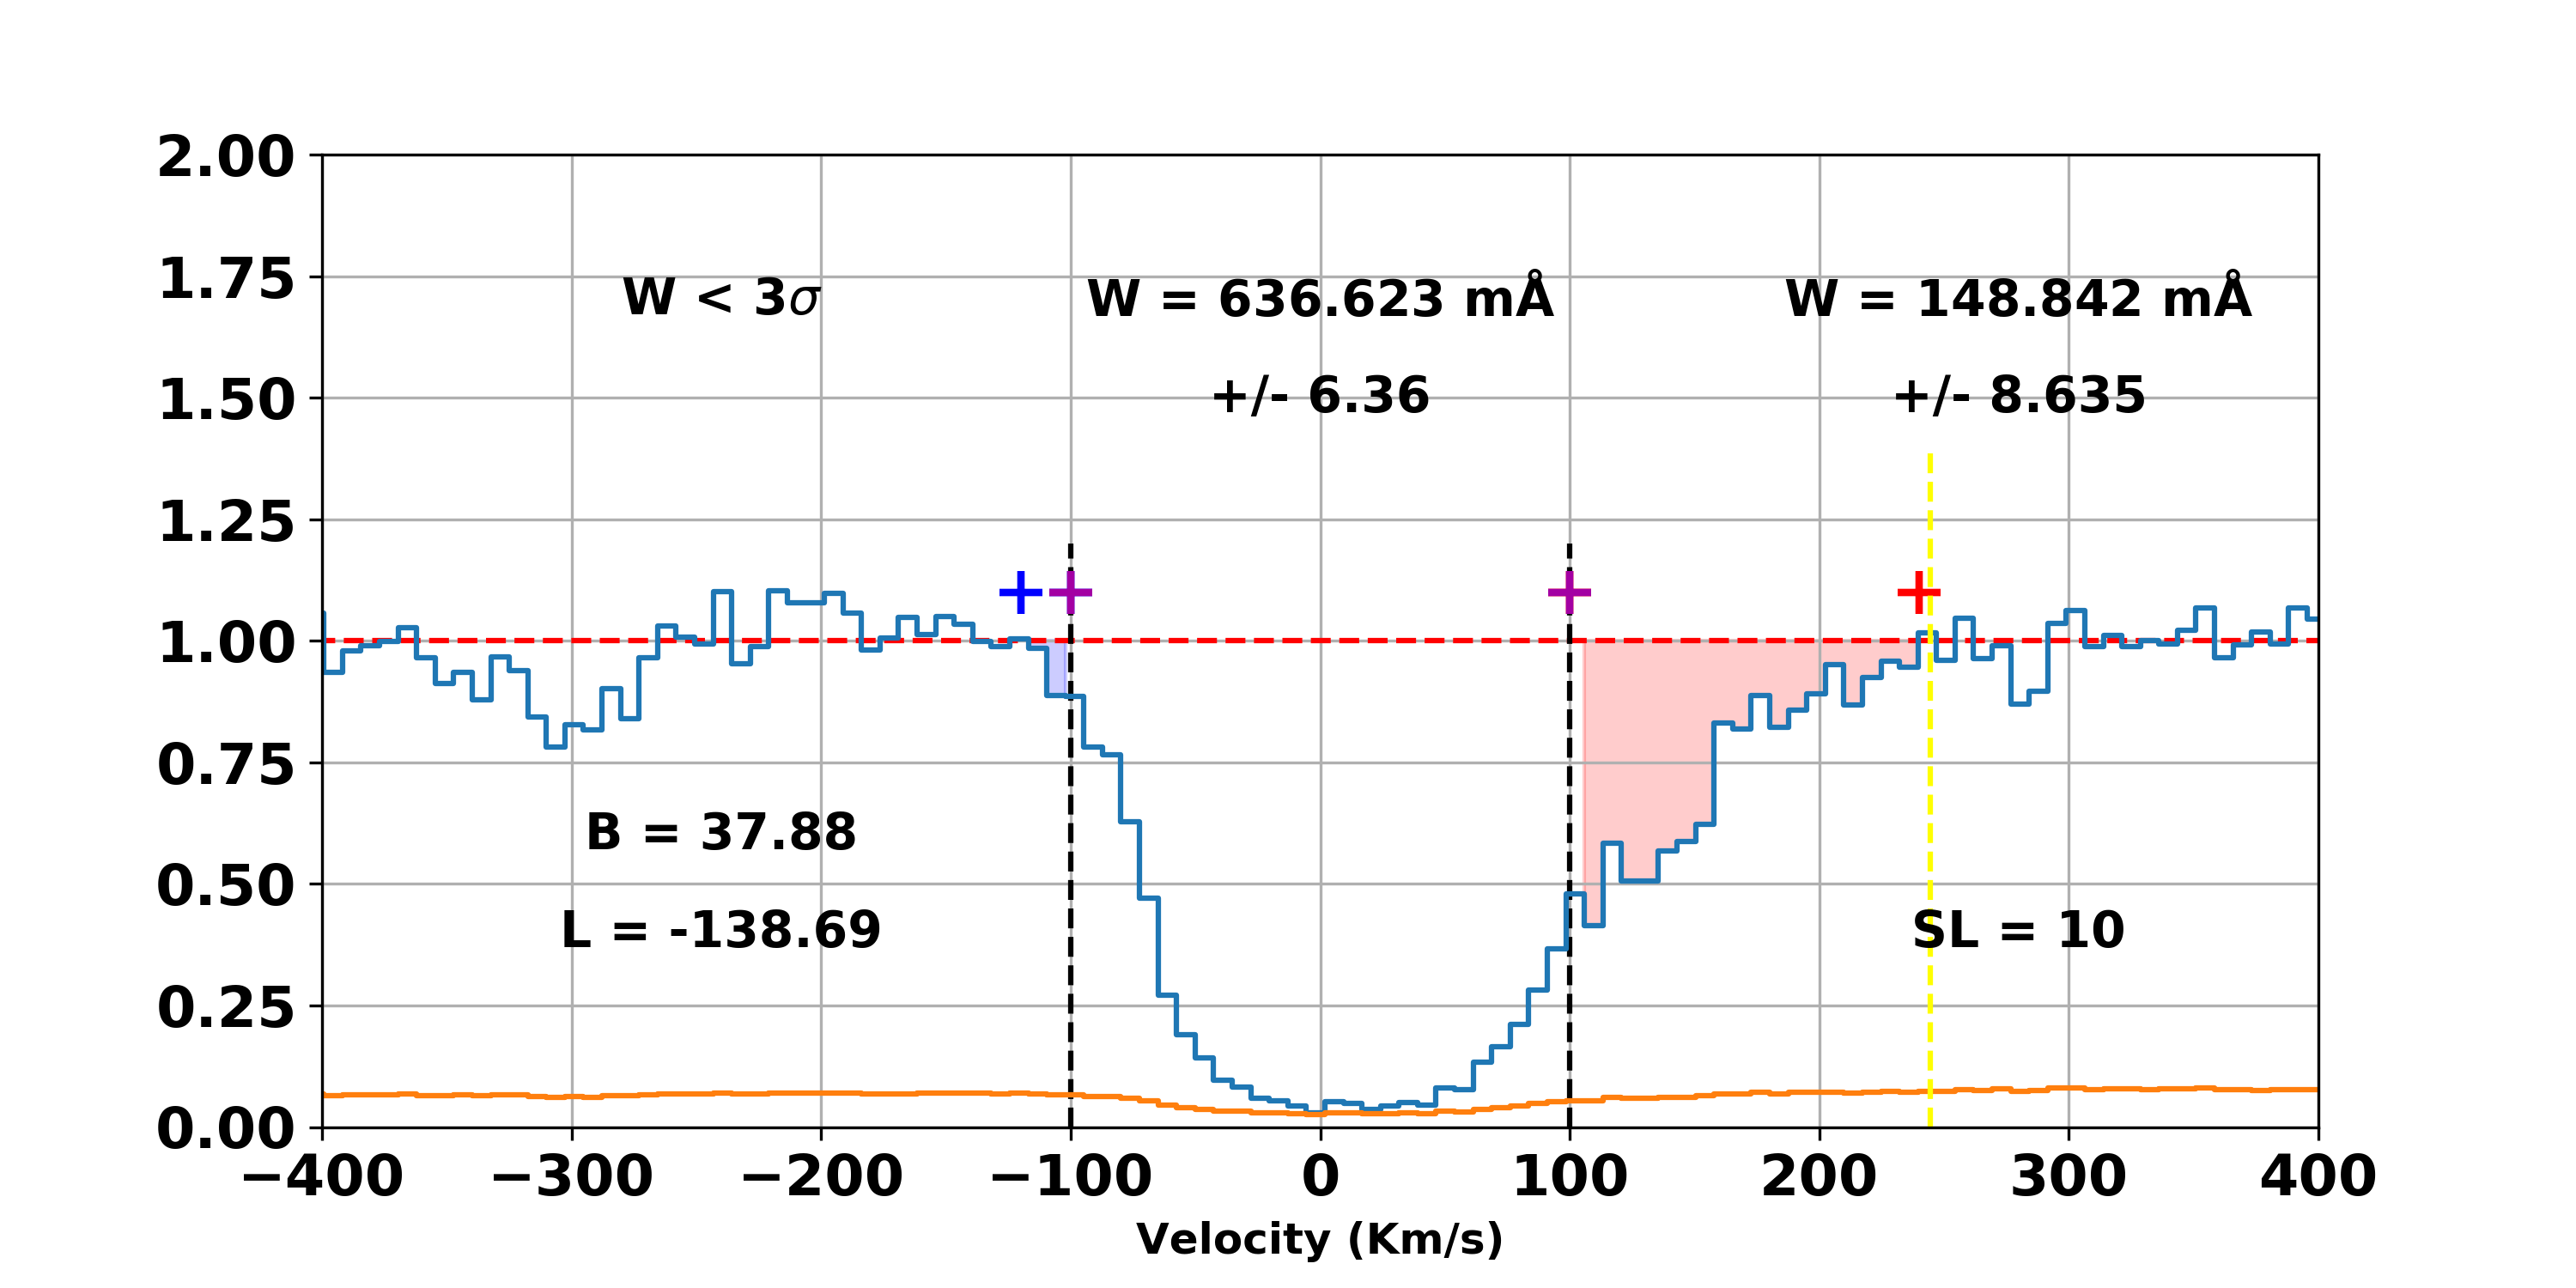 2.00
1.75
W < 3σ
W = 636.623 mÅ
W = 148.842 mÅ
1.50
+/- 6.36
+/- 8.635
1.25
1.00
0.75
B = 37.88
0.50
L = -138.69
SL = 10
0.25
0.00
−400 −300 −200 −100 0 100 200 300 400
Velocity (Km/s)